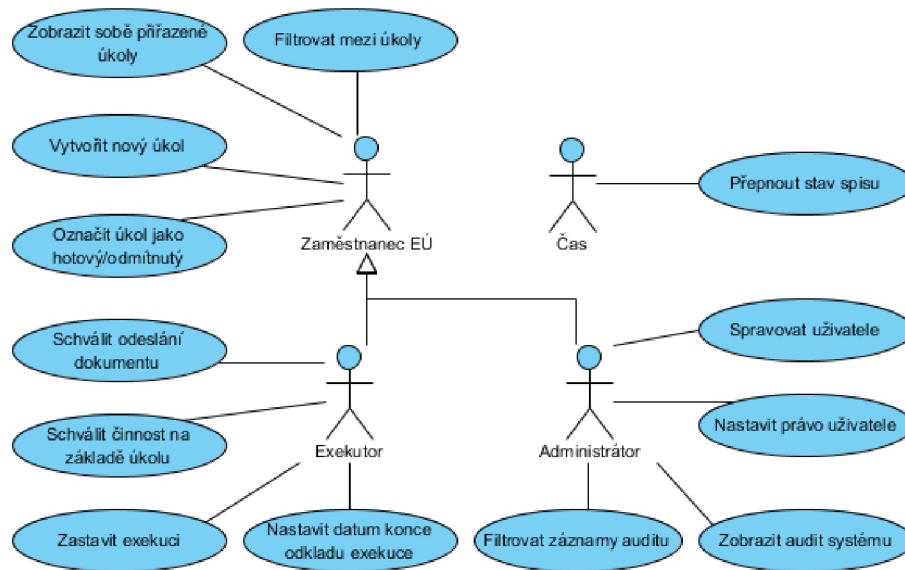 Zobrazit sobě přiřazené
úkoly
Filtrovat mezi úkoly
Vytvořit nový úkol
Označit úkol jako
hotový/odmítnutý
Zaměstnanec EÚ
Čas
Přepnout stav spisu
Schválit odeslání
dokumentu
Schválit činnost na
základě úkolu
Exekutor
Zastavit exekuci
Nastavit datum konce
odkladu exekuce
Spravovat uživatele
Nastavit právo uživatele
Administrátor
Filtrovat záznamy auditu
Zobrazit audit systému